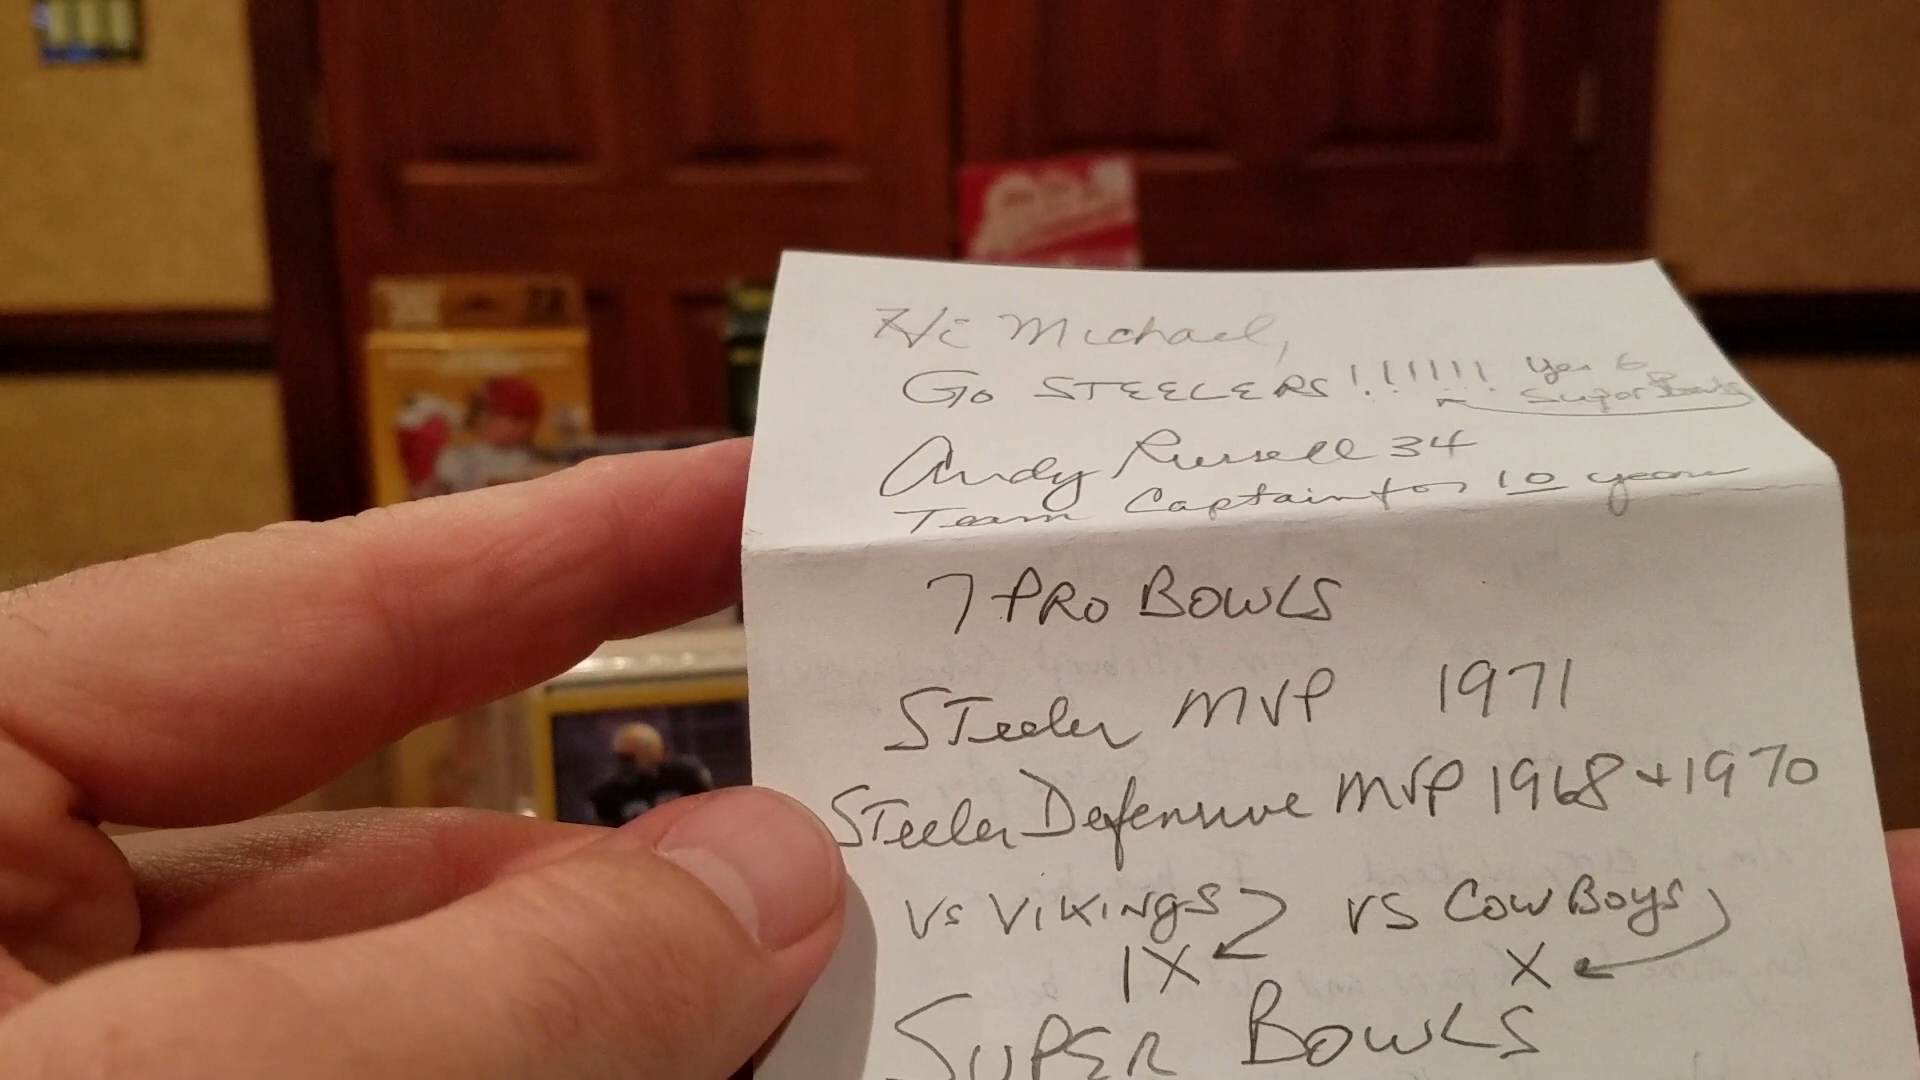 Hi Michael,
Go STEELERS!!!!!!! Yes 6
Super Bowls
Andy Russell 34
Team Captain for 10 years
7 PRO BOWLS
STeeler MVP 1971
STeeler Defensive MVP 1968 + 1970
Vs VIKINgS VS COWBOys
IX X
SUPER BOWLS